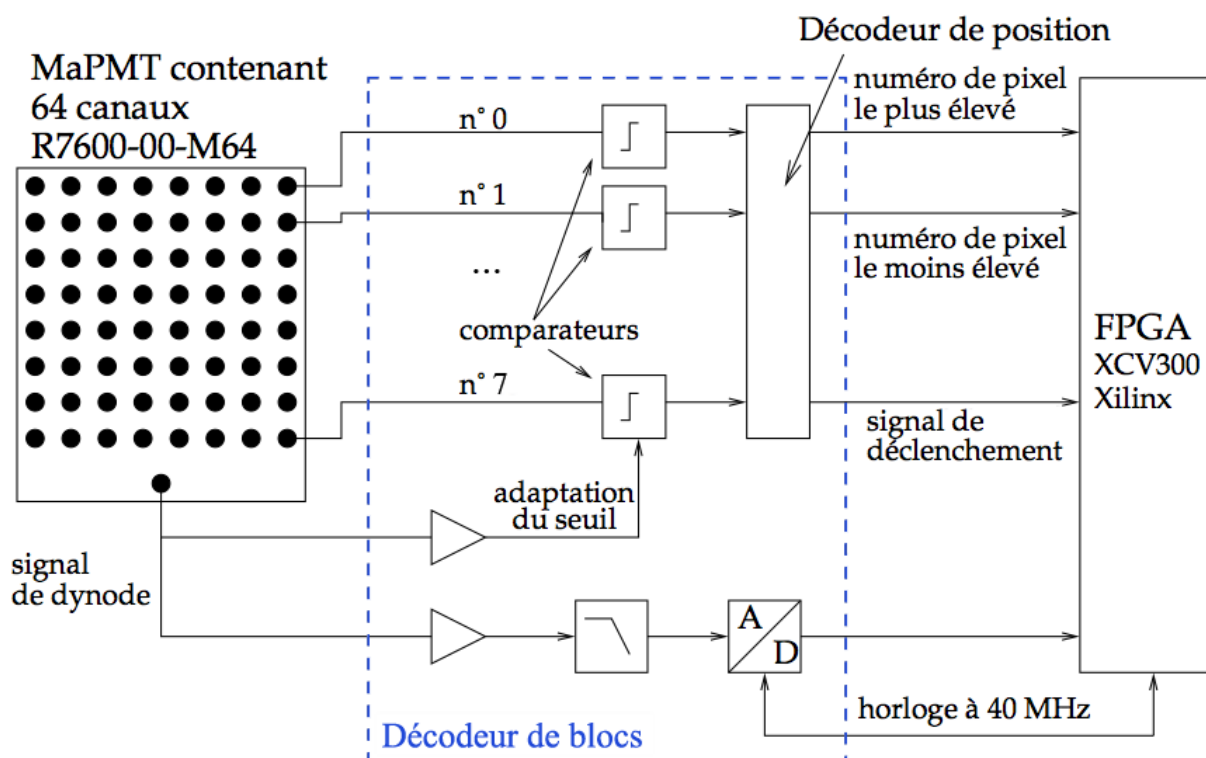 Décodeur de position
MaPMT contenant
64 canaux
R7600-00-M64
n° 0
numéro de pixel
le plus élevé
n° 1
...
numéro de pixel
le moins élevé
comparateurs
FPGA
XCV300
Xilinx
n° 7
signal de
déclenchement
adaptation
du seuil
signal
de dynode
A
D
horloge à 40 MHz
Décodeur de blocs